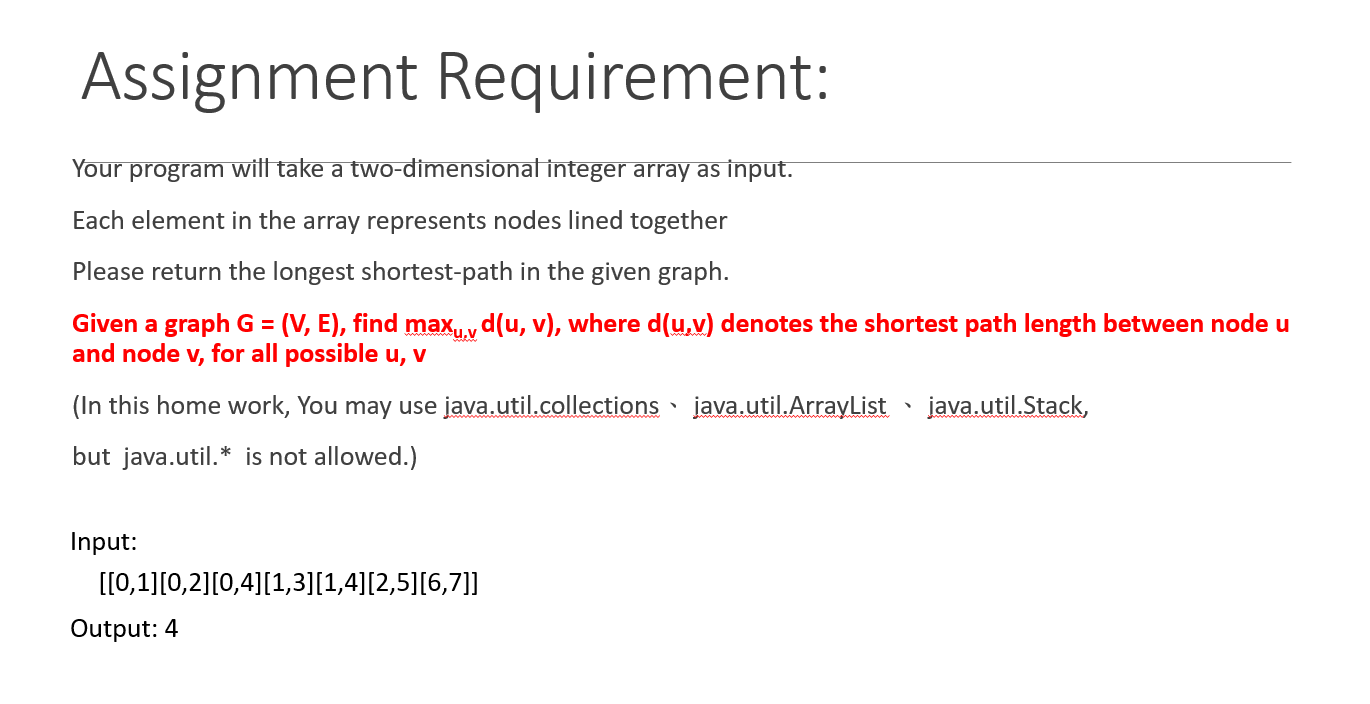 Assignment Requirement:
Your program will take a two-dimensional integer array as input.
Each element in the array represents nodes lined together
Please return the longest shortest-path in the given graph.
Given a graph G = (V, E), find maxu,v d(u, v), where d(u,v) denotes the shortest path length between node u
and node v, for all possible u, v
(In this home work, You may use java.util.collections、 java.util.ArrayList 、 java.util.Stack,
but java.util.* is not allowed.)
Input:
[[0,1][0,2][0,4][1,3][1,4][2,5][6,7]]
Output: 4